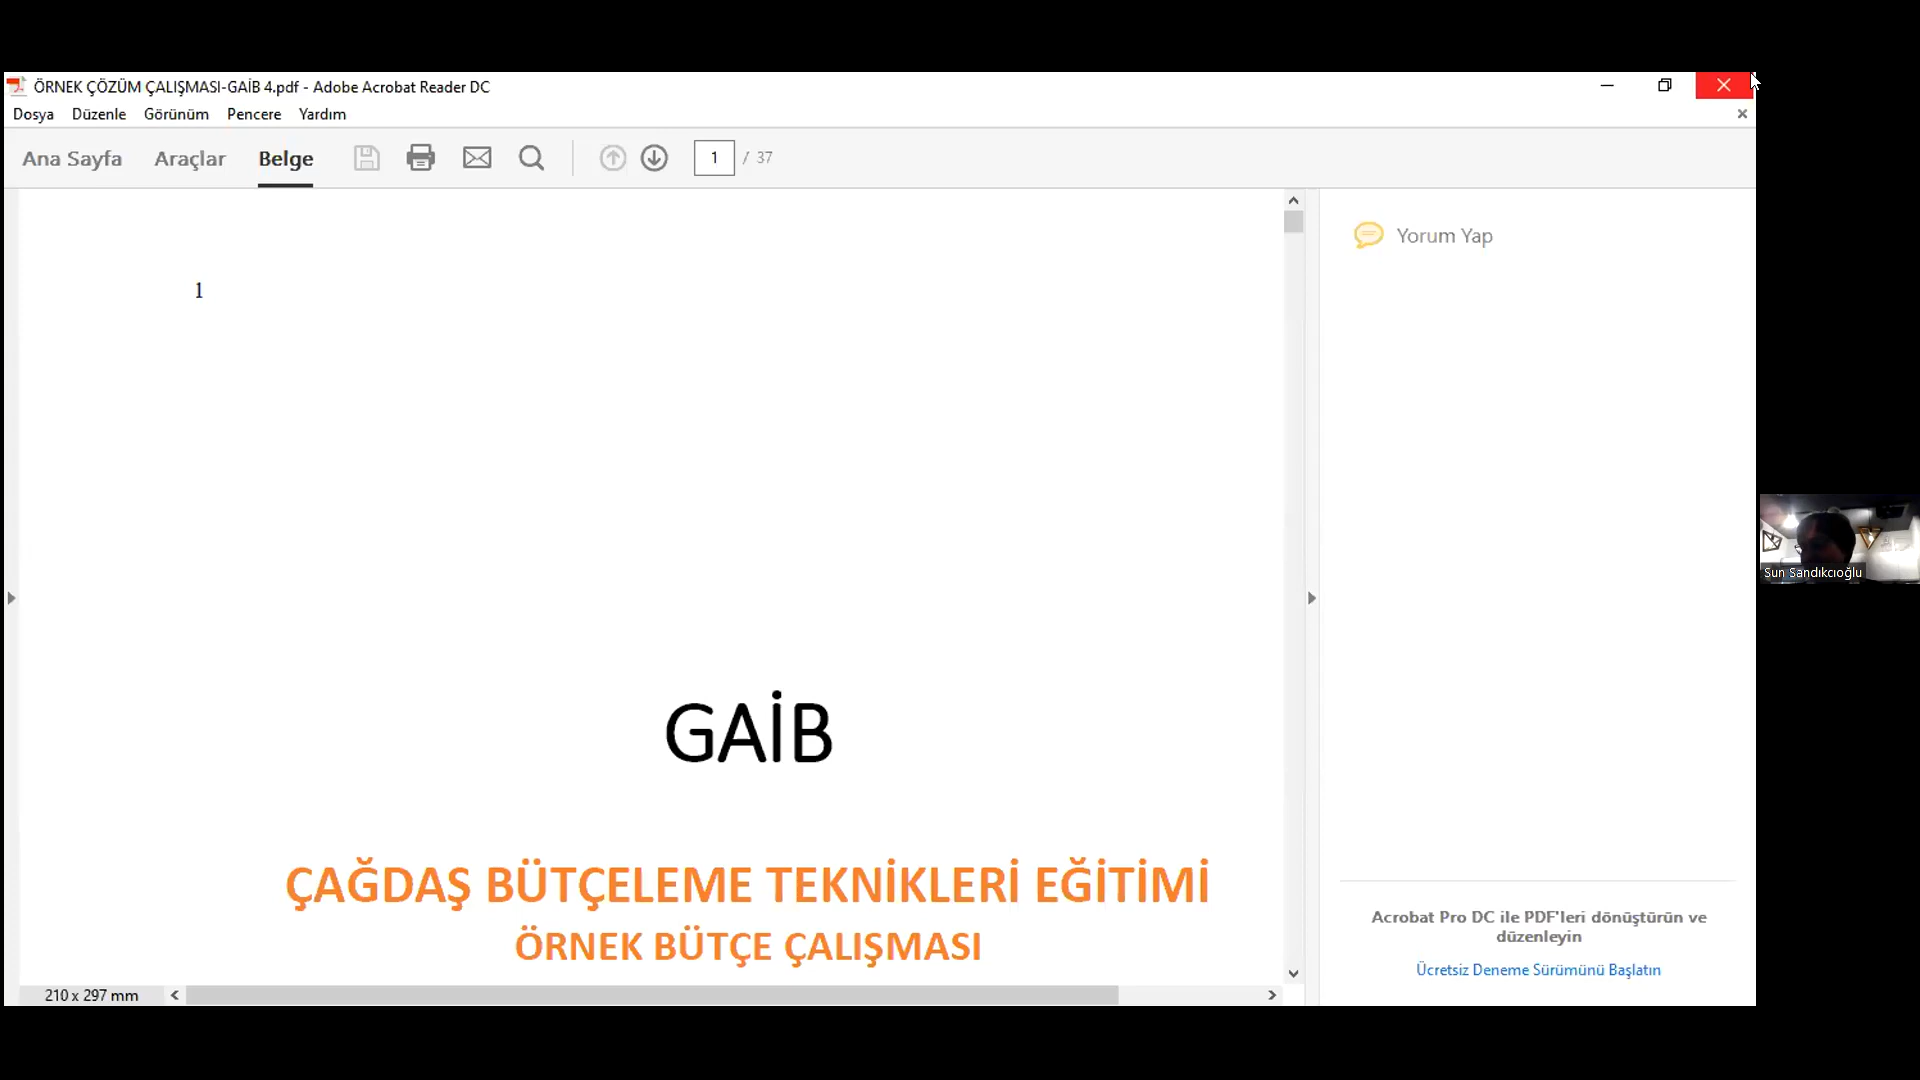 ÖRNEK ÇÖZÜM ÇALIŞMASI-GAİB 4.pdf - Adobe Acrobat Reader DC
Dosya Düzenle Görünüm Pencere Yardım
Ana Sayfa Araçlar Belge 1 / 37
Yorum Yap
1
GAİB
ÇAĞDAŞ BÜTÇELEME TEKNİKLERİ EĞİTİMİ
ÖRNEK BÜTÇE ÇALIŞMASI
210 x 297 mm
Acrobat Pro DC ile PDF'leri dönüştürün ve
düzenleyin
Ücretsiz Deneme Sürümünü Başlatın
Sun Sandıkcıoğlu